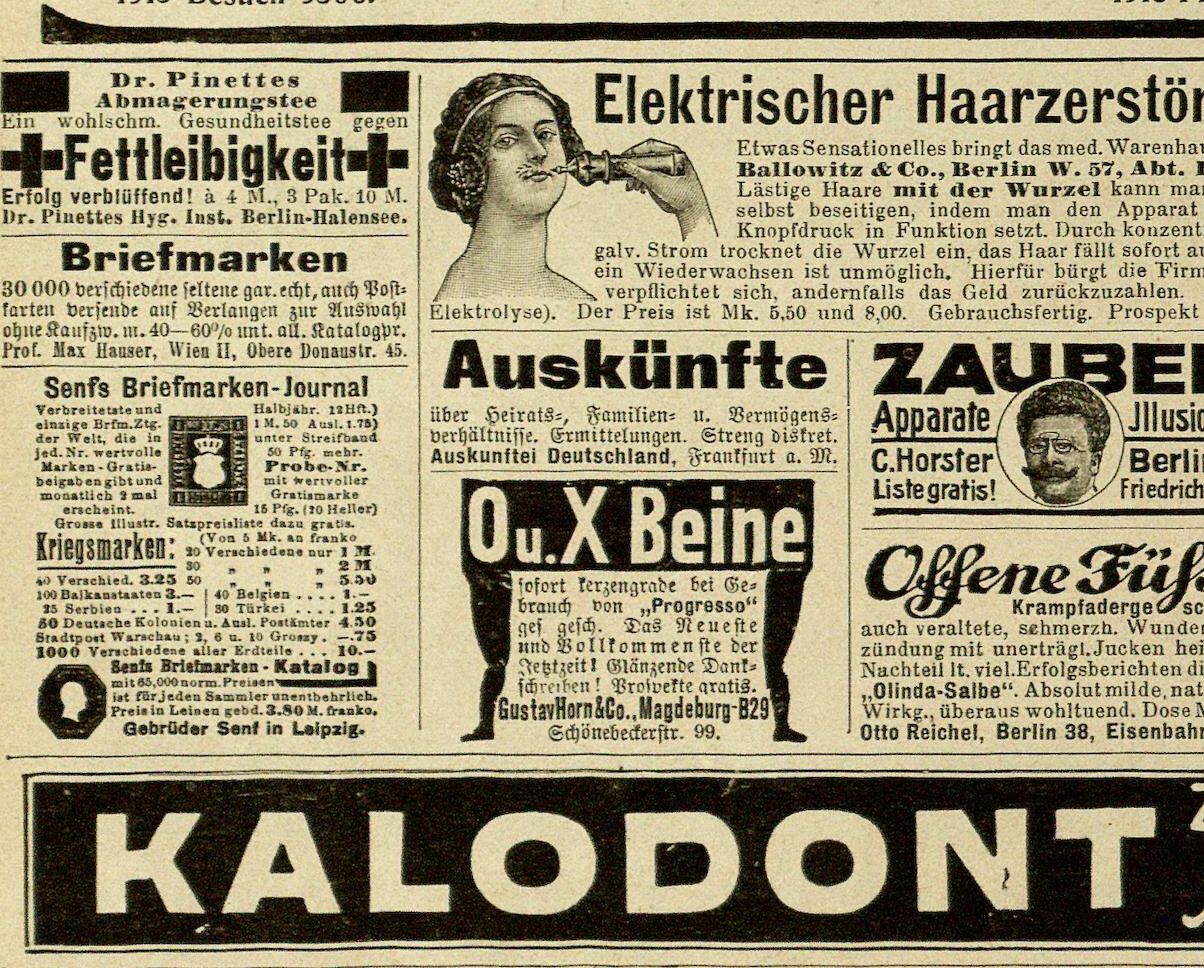 Dr. Pinettes
Abmagerungstee
Ein wohlschm. Gesundheitstee gegen
Fettleibigkeit
Erfolg verblüffend! à 4 M., 3 Pak. 10 M.
Dr. Pinettes Hyg. Inst. Berlin-Halensee.
Briefmarken
30 000 verschiedene seltene gar. echt, auch Post-
karten versende auf Verlangen zur Auswahl
ohne Kaufzw. m. 40—60% unt. all. Katalogpr.
Prof. Max Hauser, Wien II, Obere Donaustr. 45.
Senfs Briefmarken-Journal
Verbreitetste und
einzige Brfm.Ztg.
der Welt, die in
jed. Nr. wertvolle
Marken-Gratis-
beigaben gibt und
monatlich 2 mal
erscheint.
Halbjähr. 12 Hft.)
1 M. 50 Ausl. 1.75)
unter Streifband
50 Pfg. mehr.
Probe-Nr.
mit wertvoller
Gratismarke
15 Pfg. (20 Heller)
Grosse illustr. Satzpreisliste dazu gratis.
Kriegsmarken:
(Von 5 Mk. an franko
20 Verschiedene nur 1 M.
30 " " " 2 M
40 Verschied. 3.25 50 " " " 5.50
100 Balkanstaaten 3.— | 40 Belgien .... 1.—
25 Serbien ... 1.— | 30 Türkei .... 1.25
50 Deutsche Kolonien u. Ausl. Postämter 4.50
Stadtpost Warschau; 2, 6 u. 10 Groszy. —.75
1000 Verschiedene aller Erdteile ... 10.—
Senfs Briefmarken-Katalog
mit 65,000 norm. Preisen
ist für jeden Sammler unentbehrlich.
Preis in Leinen gebd. 3.80 M. franko.
Gebrüder Senf in Leipzig.
Elektrischer Haarzerstör
Etwas Sensationelles bringt das med. Warenhau
Ballowitz & Co., Berlin W. 57, Abt.
Lästige Haare mit der Wurzel kann man
selbst beseitigen, indem man den Apparat
Knopfdruck in Funktion setzt. Durch konzent
galv. Strom trocknet die Wurzel ein, das Haar fällt sofort au
ein Wiederwachsen ist unmöglich. Hierfür bürgt die Firm
verpflichtet sich, andernfalls das Geld zurückzuzahlen.
Elektrolyse). Der Preis ist Mk. 5,50 und 8,00. Gebrauchsfertig. Prospekt
Auskünfte
über Heirats-, Familien- u. Vermögens-
verhältnisse. Ermittelungen. Streng diskret.
Auskunftei Deutschland, Frankfurt a. M.
O u. X Beine
sofort kerzengrade bei Ge-
brauch von „Progresso“
ges. gesch. Das Neueste
und Vollkommenste der
Jetztzeit! Glänzende Dank-
schreiben! Prospekte gratis.
Gustav Horn & Co., Magdeburg-B 29
Schönebeckerstr. 99.
ZAUBE
Apparate
Jllusio
C. Horster
Berlin
Liste gratis!
Friedrich
Offene Füß
Krampfaderge sc
auch veraltete, schmerzh. Wunden
zündung mit unerträgl. Jucken hei
Nachteil lt. viel. Erfolgsberichten di
„Olinda-Salbe“. Absolut milde, nat
Wirkg., überaus wohltuend. Dose M
Otto Reichel, Berlin 38, Eisenbahn
KALODONT